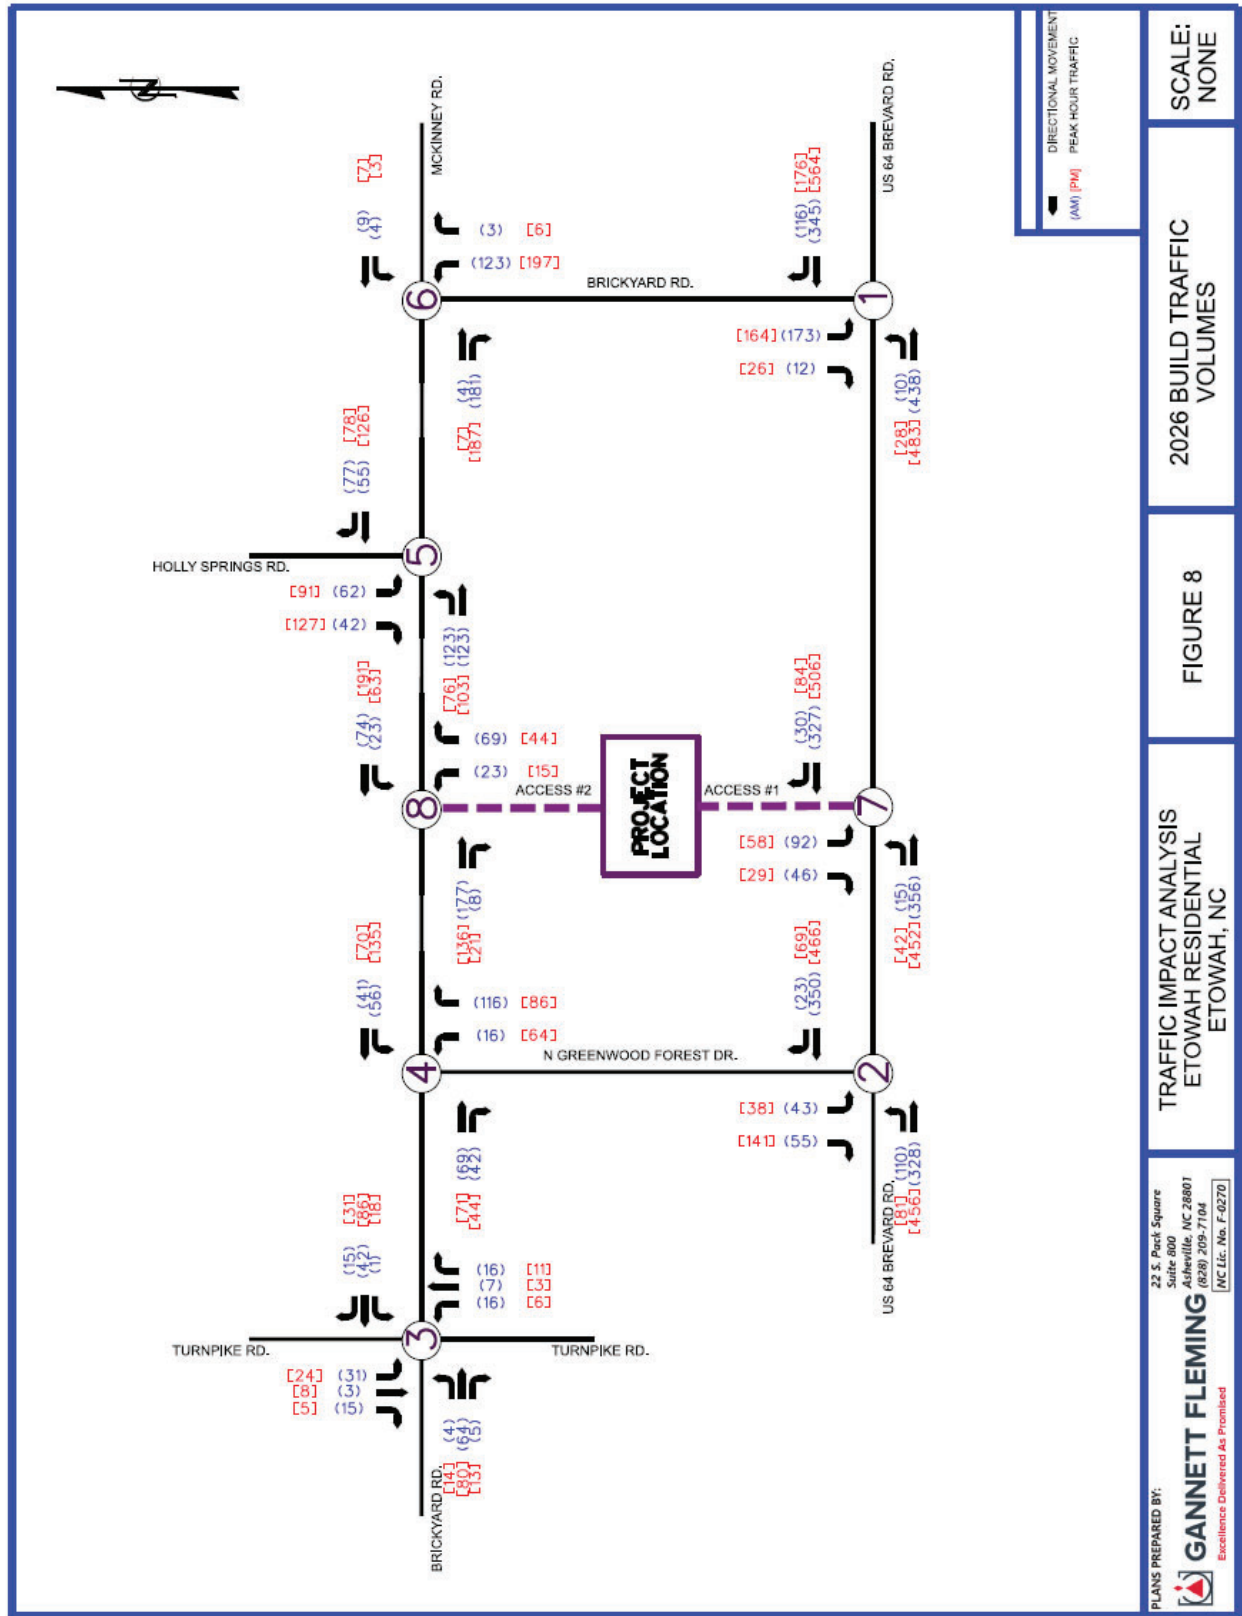 MCKINNEY RD.
[7]
[3]
(9)
(4)
(3) [6]
(123) [197]
6
(4)
(181)
[7]
[187]
BRICKYARD RD.
US 64 BREVARD RD.
(116) [176]
(345) [564]
[164] (173)
[26] (12)
1
(10)
(438)
[28]
[483]
DIRECTIONAL MOVEMENT
(AM) [PM] PEAK HOUR TRAFFIC
HOLLY SPRINGS RD.
[78]
[126]
(77)
(55)
[91] (62)
[127] (42)
5
(123)
(123)
[76]
[103]
[191]
[63]
(74)
(23)
(69) [44]
(23) [15]
8
(177)
(8)
[136]
[21]
ACCESS #2
PROJECT
LOCATION
ACCESS #1
(30) [84]
(327) [506]
[58] (92)
[29] (46)
7
[42] (15)
[452] (356)
[70]
[135]
(41)
(56)
(116) [86]
(16) [64]
4
(69)
(42)
[71]
[44]
N GREENWOOD FOREST DR.
(23) [69]
(350) [466]
[38] (43)
[141] (55)
2
[81] (110)
[456] (328)
US 64 BREVARD RD.
[31]
[86]
[18]
(15)
(42)
(1)
(16) [11]
(7) [3]
(16) [6]
3
TURNPIKE RD.
TURNPIKE RD.
[24] (31)
[8] (3)
[5] (15)
(4)
(64)
(5)
[14]
[80]
[13]
BRICKYARD RD.
PLANS PREPARED BY:
GANNETT FLEMING
Excellence Delivered As Promised
22 S. Pack Square
Suite 800
Asheville, NC 28801
(828) 209-7104
NC Lic. No. F-0270
TRAFFIC IMPACT ANALYSIS
ETOWAH RESIDENTIAL
ETOWAH, NC
FIGURE 8
2026 BUILD TRAFFIC
VOLUMES
SCALE:
NONE